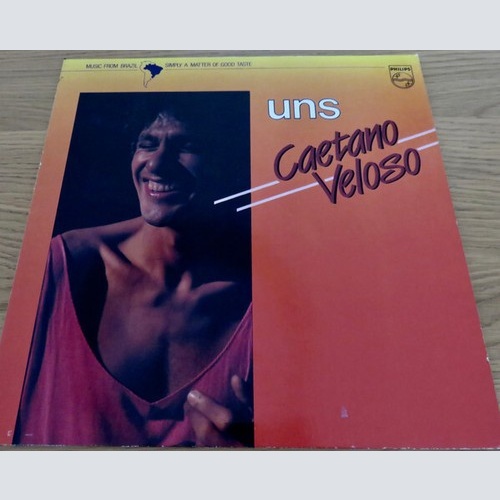 MUSIC FROM BRAZIL SIMPLY A MATTER OF GOOD TASTE
PHILIPS
uns
Caetano
Veloso